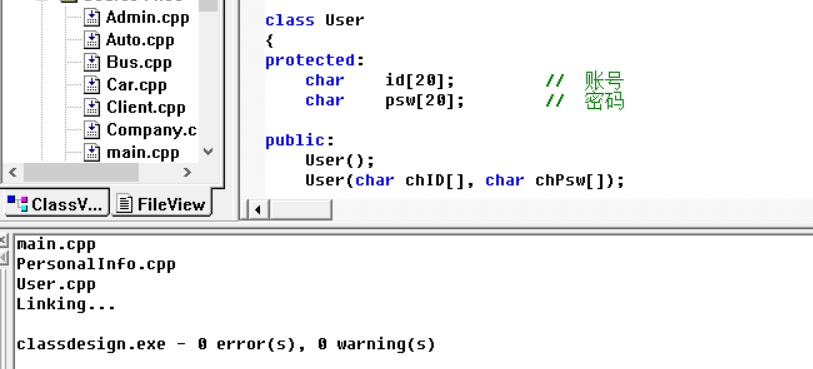 Admin.cpp
Auto.cpp
Bus.cpp
Car.cpp
Client.cpp
Company.c
main.cpp
ClassV...
FileView
class User
{
protected:
char id[20]; // 账号
char psw[20]; // 密码
public:
User();
User(char chID[], char chPsw[]);
main.cpp
PersonalInfo.cpp
User.cpp
Linking...
classdesign.exe - 0 error(s), 0 warning(s)